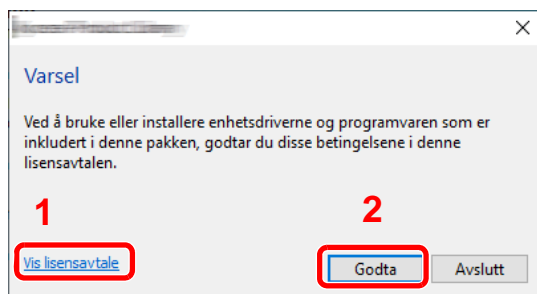 Varsel
Ved å bruke eller installere enhetsdriverne og programvaren som er
inkludert i denne pakken, godtar du disse betingelsene i denne
lisensavtalen.
1
2
Vis lisensavtale
Godta
Avslutt